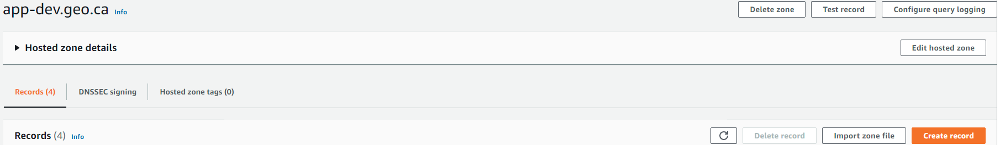 app-dev.geo.ca Info
Delete zone Test record Configure query logging
Hosted zone details
Edit hosted zone
Records (4) DNSSEC signing Hosted zone tags (0)
Records (4) Info
Delete record Import zone file Create record